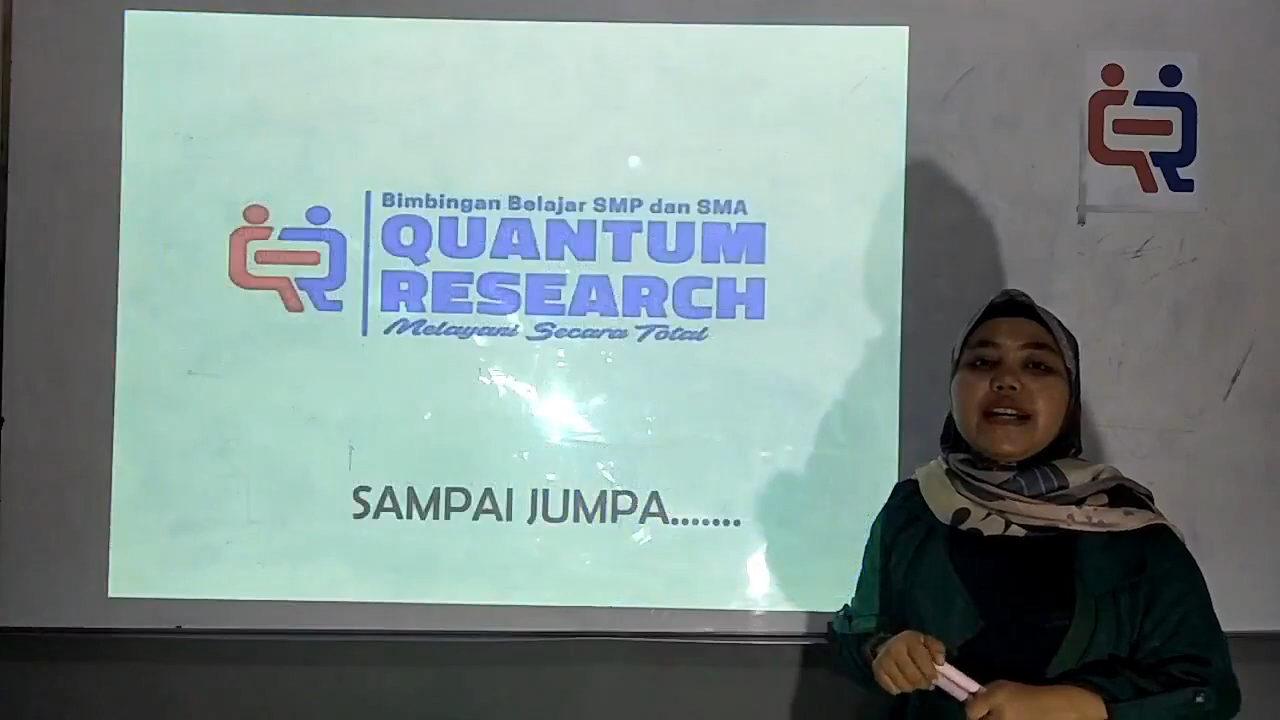 Bimbingan Belajar SMP dan SMA
QUANTUM
RESEARCH
Melayani Secara Total
SAMPAI JUMPA.......